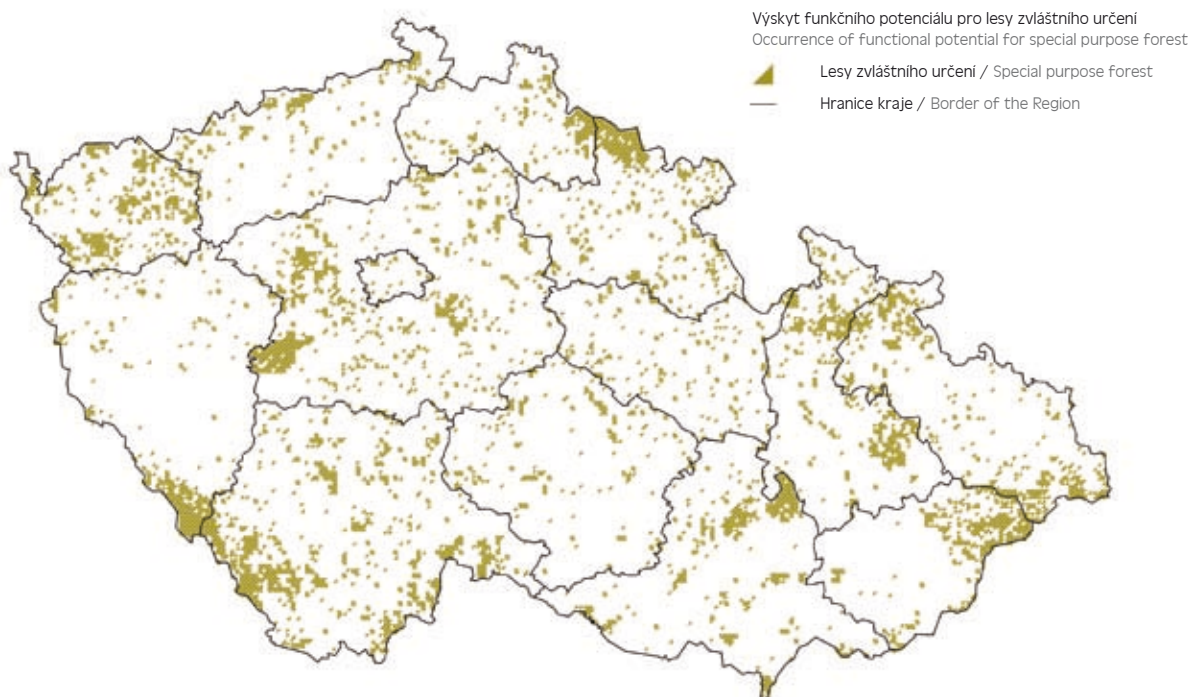 Výskyt funkčního potenciálu pro lesy zvláštního určení
Occurrence of functional potential for special purpose forest
Lesy zvláštního určení / Special purpose forest
Hranice kraje / Border of the Region